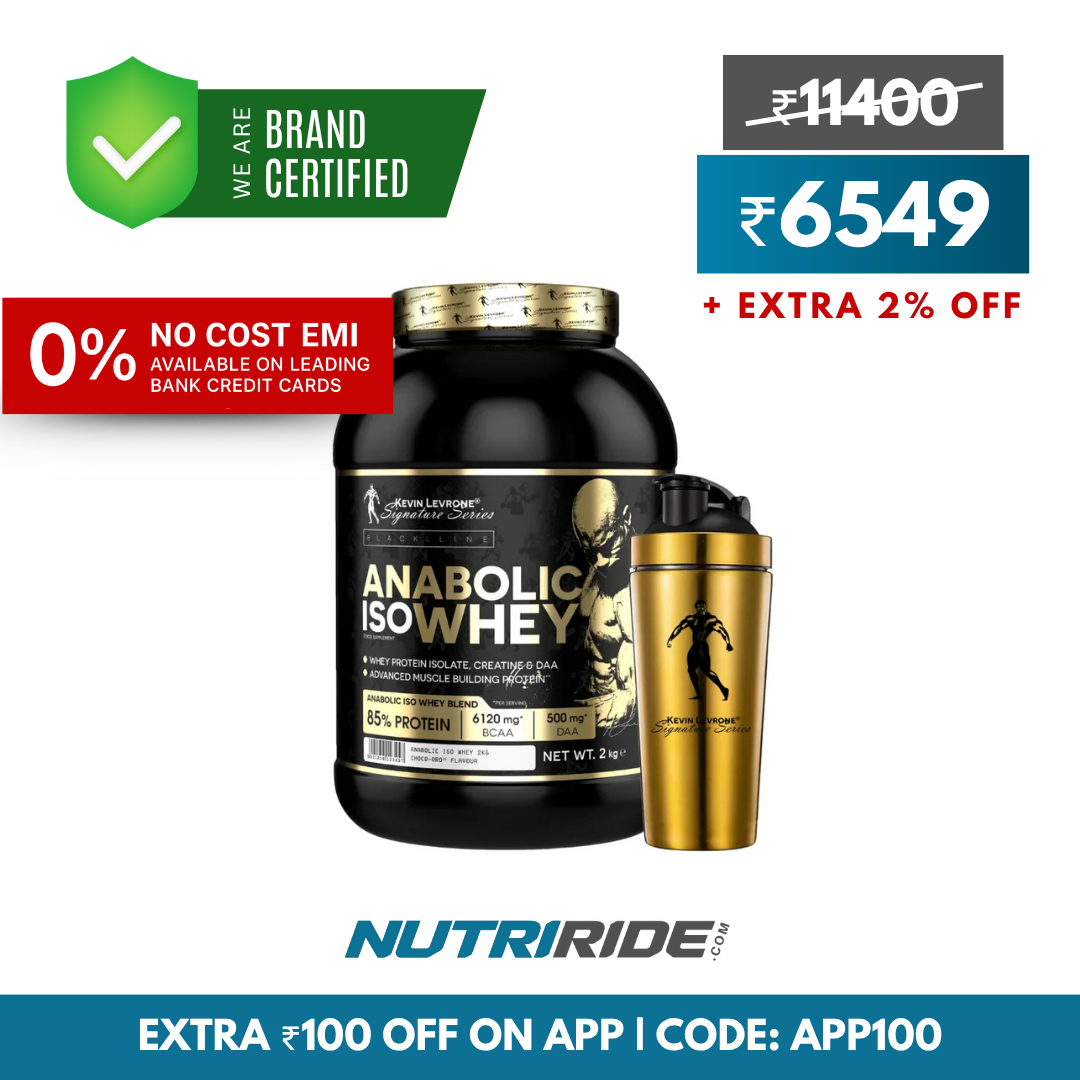 WE ARE
BRAND
CERTIFIED
₹11400
₹6549
+ EXTRA 2% OFF
0%
NO COST EMI
AVAILABLE ON LEADING
BANK CREDIT CARDS
KEVIN LEVRONE®
Signature Series
BLACK LINE
ANABOLIC
ISO WHEY
FOOD SUPPLEMENT
WHEY PROTEIN ISOLATE, CREATINE & DAA
ADVANCED MUSCLE BUILDING PROTEIN
ANABOLIC ISO WHEY BLEND
*PER SERVING
85% PROTEIN
6120 mg*
BCAA
500 mg*
DAA
ANABOLIC ISO WHEY 2KG
FLAVOUR
NET WT. 2 kg e
KEVIN LEVRONE®
Signature Series
NUTRIRIDE.COM
EXTRA ₹100 OFF ON APP | CODE: APP100